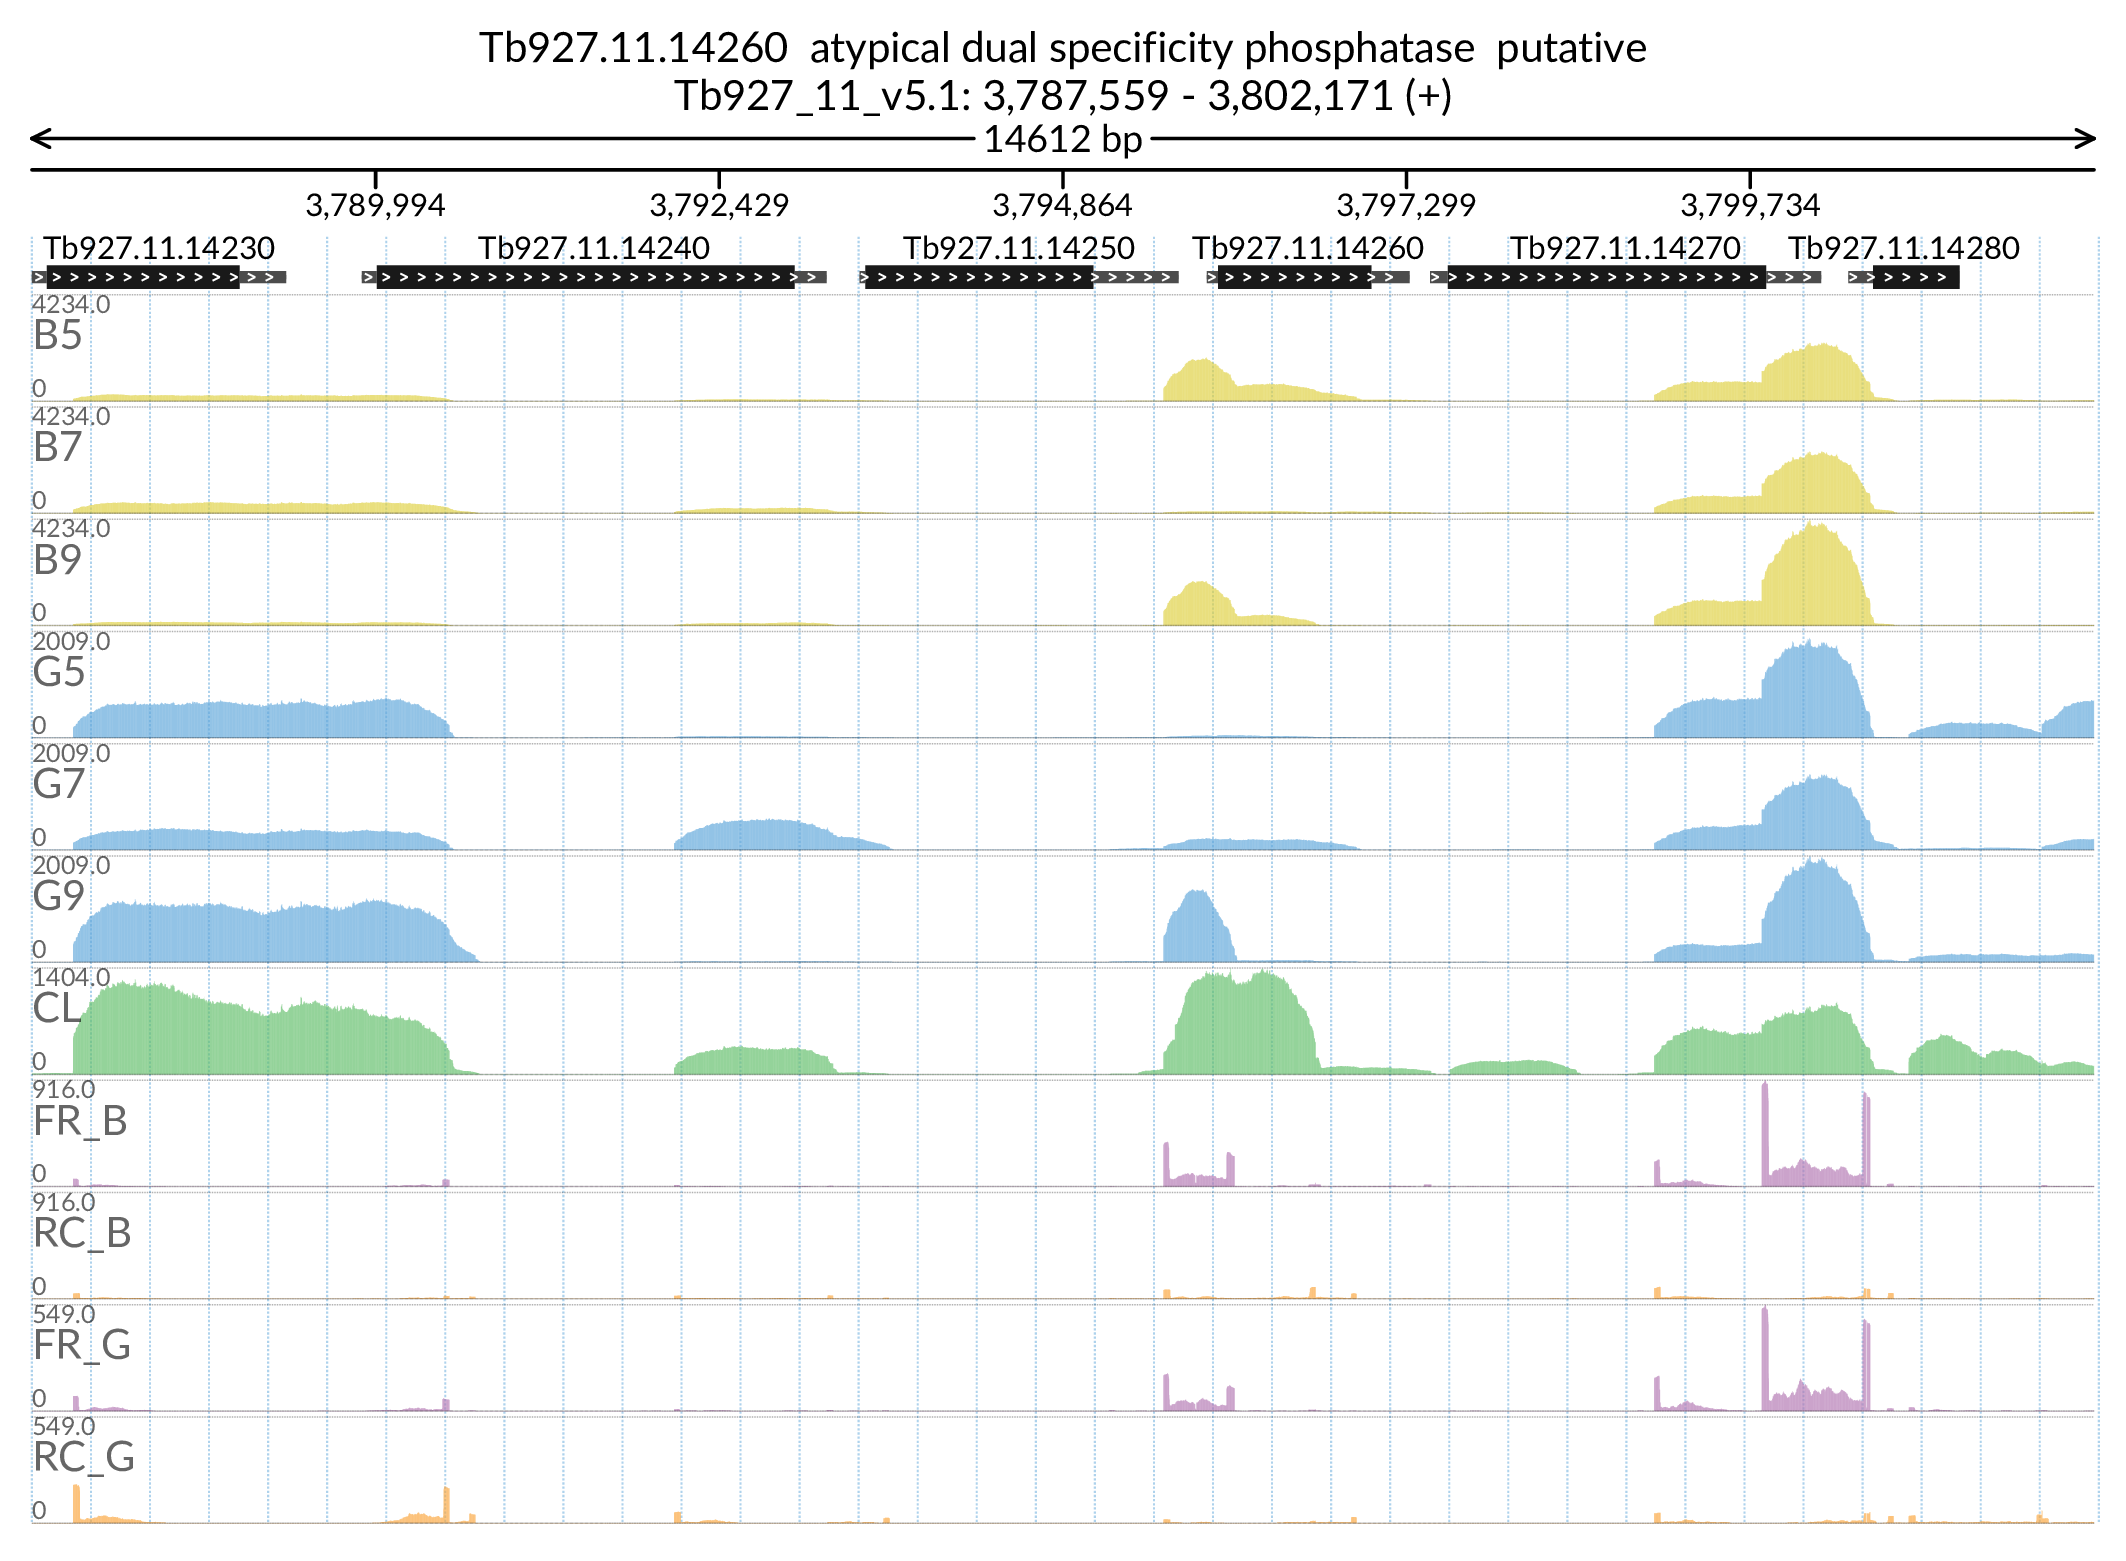 Tb927.11.14260  atypical dual specificity phosphatase  putative
Tb927_11_v5.1: 3,787,559 - 3,802,171 (+)
14612 bp
3,789,994 3,792,429 3,794,864 3,797,299 3,799,734
Tb927.11.14230 Tb927.11.14240 Tb927.11.14250 Tb927.11.14260 Tb927.11.14270 Tb927.11.14280
4234.0
B5
0
4234.0
B7
0
4234.0
B9
0
2009.0
G5
0
2009.0
G7
0
2009.0
G9
0
1404.0
CL
0
916.0
FR_B
0
916.0
RC_B
0
549.0
FR_G
0
549.0
RC_G
0